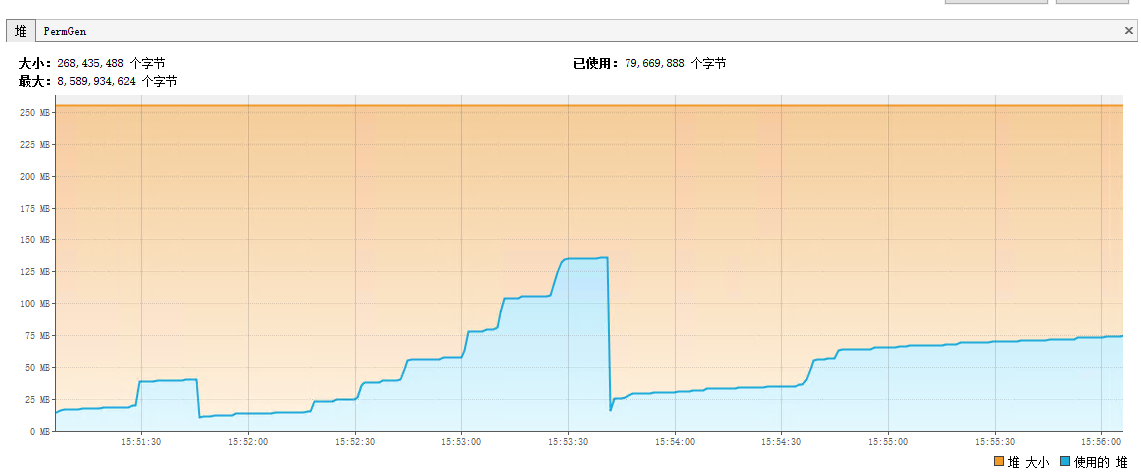 堆 PermGen
大小： 268,435,488 个字节 已使用： 79,669,888 个字节
最大： 8,589,934,624 个字节
250 MB
225 MB
200 MB
175 MB
150 MB
125 MB
100 MB
75 MB
50 MB
25 MB
0 MB
15:51:30 15:52:00 15:52:30 15:53:00 15:53:30 15:54:00 15:54:30 15:55:00 15:55:30 15:56:00
堆 大小 使用的 堆